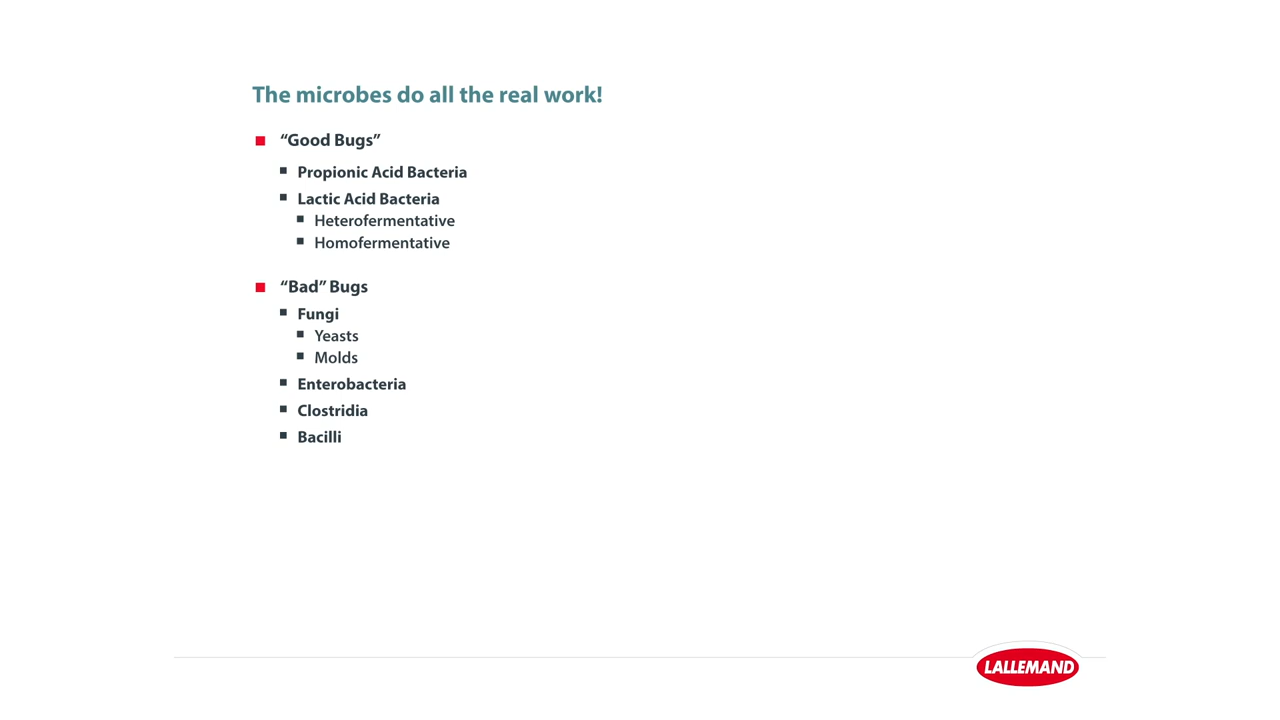 The microbes do all the real work!
“Good Bugs”
Propionic Acid Bacteria
Lactic Acid Bacteria
Heterofermentative
Homofermentative
“Bad” Bugs
Fungi
Yeasts
Molds
Enterobacteria
Clostridia
Bacilli
LALLEMAND